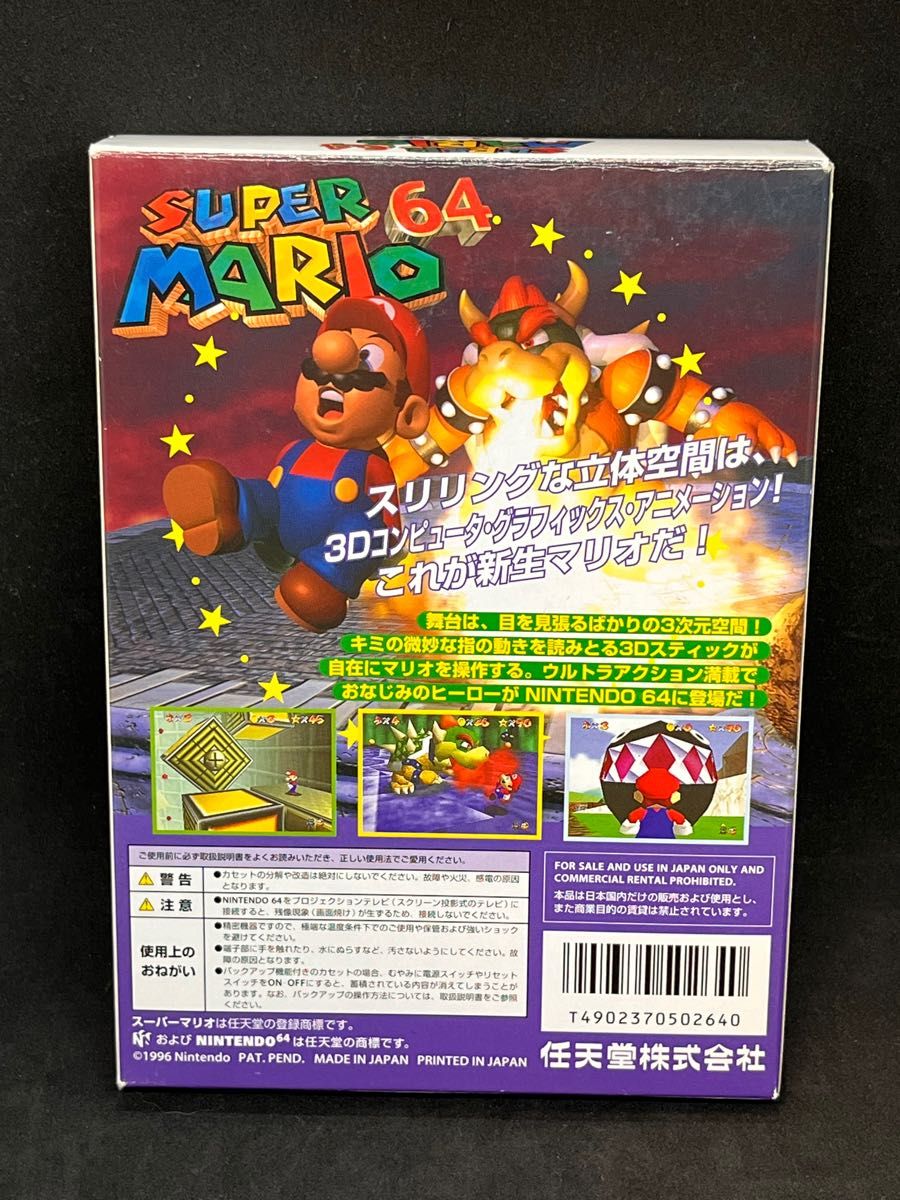 SUPER
MARIO 64
スリリングな立体空間は、
3Dコンピュータ・グラフィックス・アニメーション!
これが新生マリオだ!
舞台は、目を見張るばかりの3次元空間!
キミの微妙な指の動きを読みとる3Dスティックが
自在にマリオを操作する。ウルトラアクション満載で
おなじみのヒーローが NINTENDO 64に登場だ!
ご使用前に必ず取扱説明書をよくお読みいただき、正しい使用法でご愛用ください。
警告
●カセットの分解や改造は絶対にしないでください。故障や火災、感電の原因
となります。
注意
●NINTENDO 64をプロジェクションテレビ(スクリーン投影式のテレビ)に
接続すると、残像現象(画面焼け)が生ずるため、接続しないでください。
使用上の
おねがい
●精密機器ですので、極端な温度条件下でのご使用や保管および強いショック
を避けてください。
●端子部に手を触れたり、水にぬらすなど、汚さないようにしてください。故
障の原因となります。
●バックアップ機能付きのカセットの場合、むやみに電源スイッチやリセット
スイッチをON・OFFにすると、蓄積されている内容が消えてしまうことが
あります。なお、バックアップの操作方法については、取扱説明書をご参照
ください。
スーパーマリオは任天堂の登録商標です。
および NINTENDO64 は任天堂の商標です。
©1996 Nintendo PAT. PEND. MADE IN JAPAN PRINTED IN JAPAN
FOR SALE AND USE IN JAPAN ONLY AND
COMMERCIAL RENTAL PROHIBITED.
本品は日本国内だけの販売および使用とし、
また商業目的の賃貸は禁止されています。
T4902370502640
任天堂株式会社